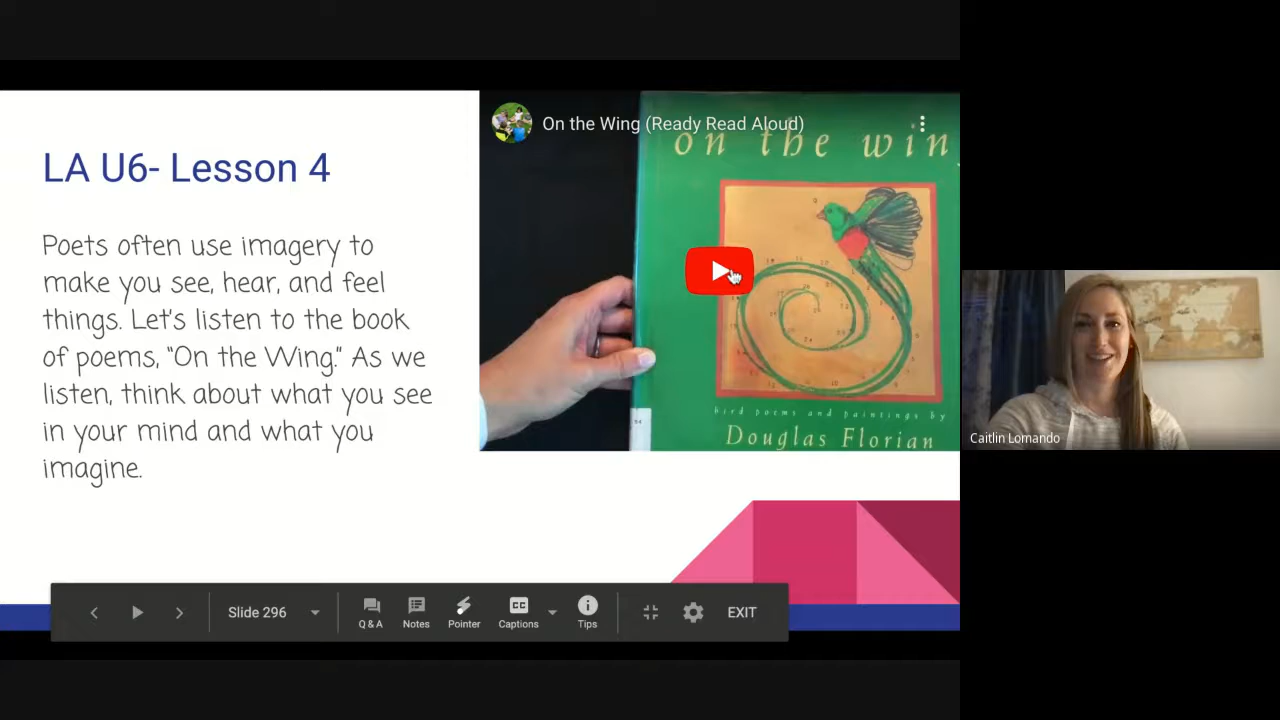 LA U6- Lesson 4
Poets often use imagery to
make you see, hear, and feel
things. Let's listen to the book
of poems, "On the Wing." As we
listen, think about what you see
in your mind and what you
imagine.
On the Wing (Ready Read Aloud)
on the win
bird poems and paintings by
Douglas Florian
Caitlin Lomando
Slide 296
Q & A
Notes
Pointer
CC
Captions
Tips
EXIT